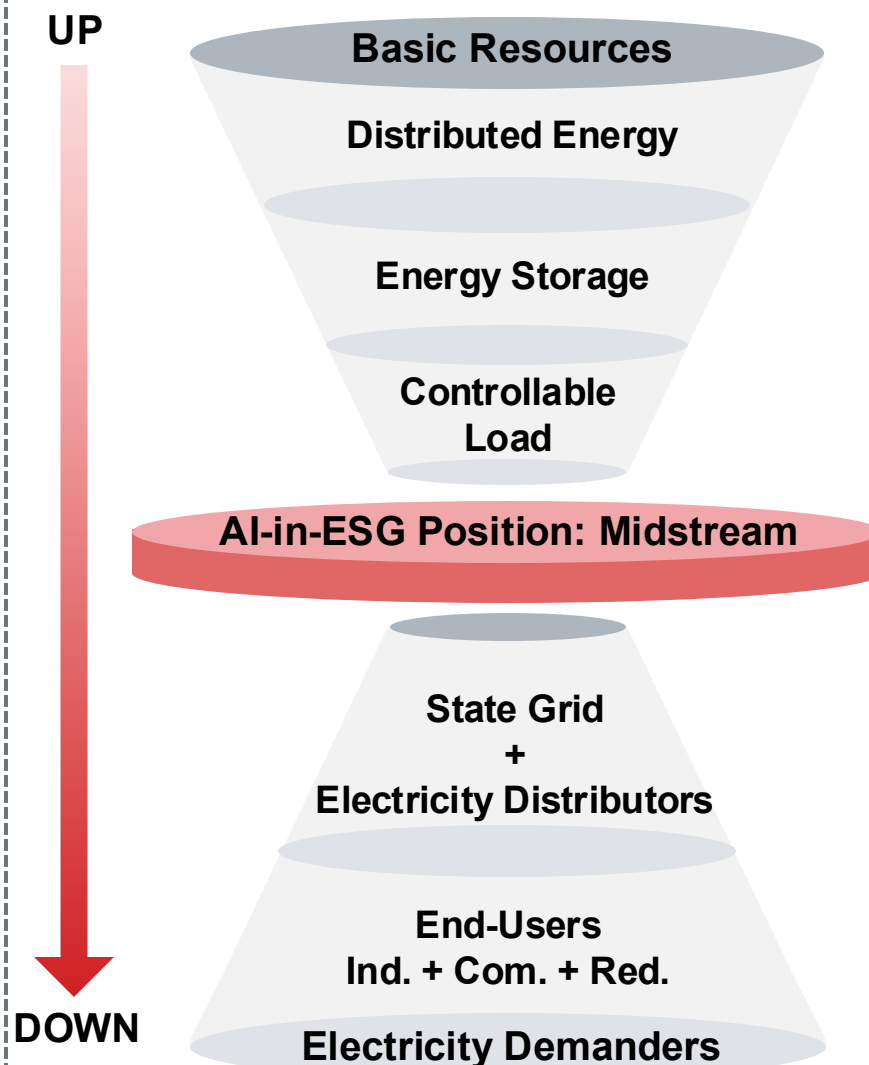 UP
Basic Resources
Distributed Energy
Energy Storage
Controllable
Load
AI-in-ESG Position: Midstream
State Grid
+
Electricity Distributors
End-Users
Ind. + Com. + Red.
DOWN
Electricity Demanders